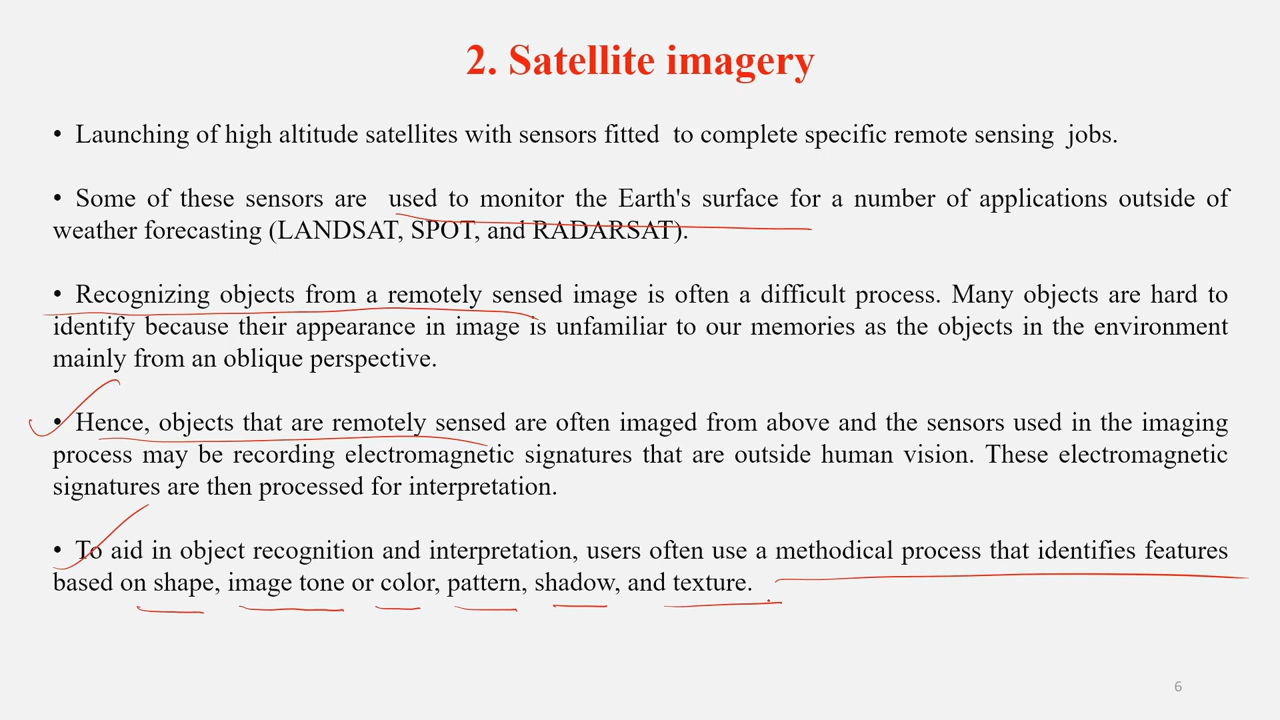 2. Satellite imagery
• Launching of high altitude satellites with sensors fitted to complete specific remote sensing jobs.
• Some of these sensors are used to monitor the Earth's surface for a number of applications outside of
weather forecasting (LANDSAT, SPOT, and RADARSAT).
• Recognizing objects from a remotely sensed image is often a difficult process. Many objects are hard to
identify because their appearance in image is unfamiliar to our memories as the objects in the environment
mainly from an oblique perspective.
• Hence, objects that are remotely sensed are often imaged from above and the sensors used in the imaging
process may be recording electromagnetic signatures that are outside human vision. These electromagnetic
signatures are then processed for interpretation.
• To aid in object recognition and interpretation, users often use a methodical process that identifies features
based on shape, image tone or color, pattern, shadow, and texture.
6